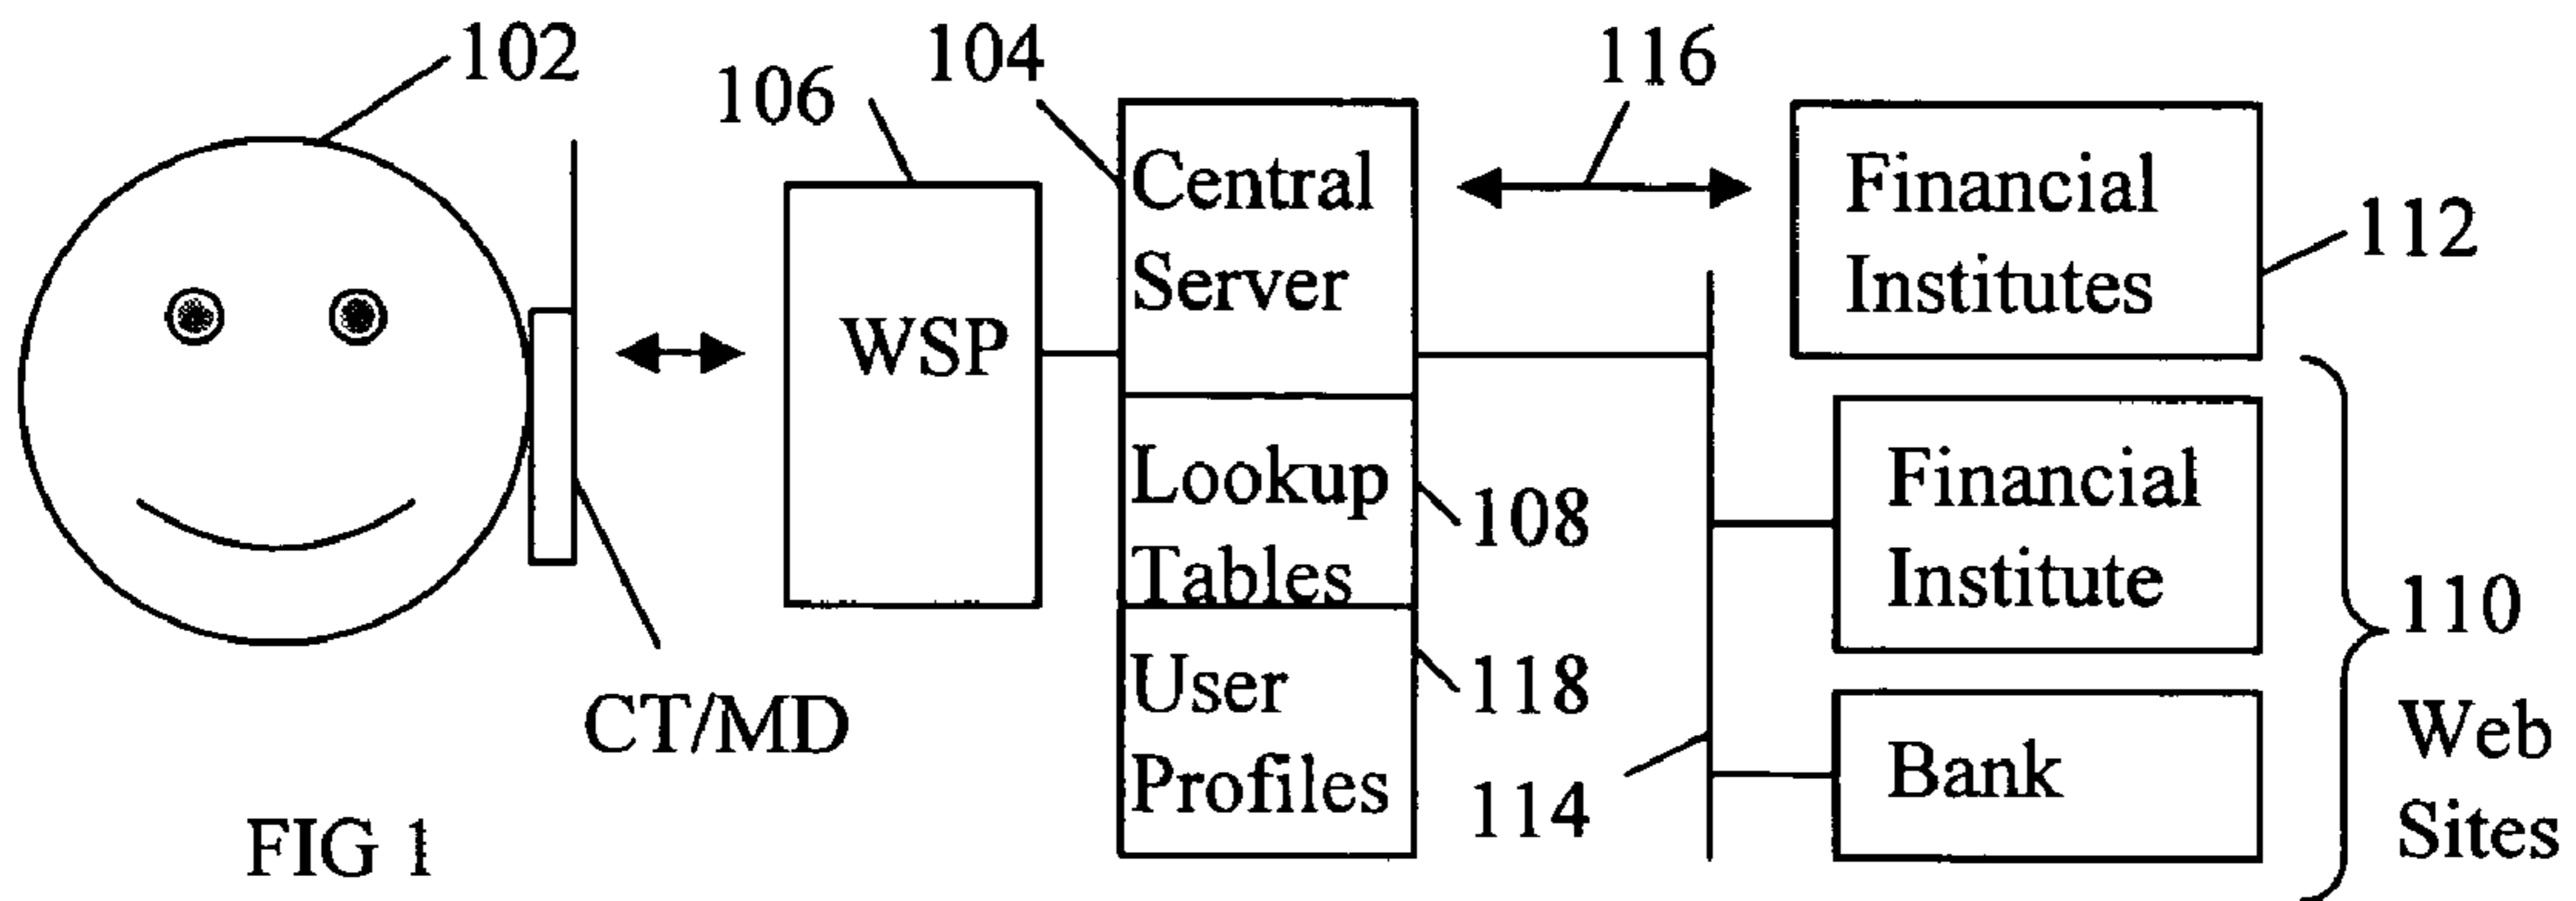 102
106
104
116
Central
Server
Financial
Institutes
112
WSP
Lookup
Tables
108
Financial
Institute
110
Web
Sites
User
Profiles
118
114
Bank
CT/MD
FIG 1